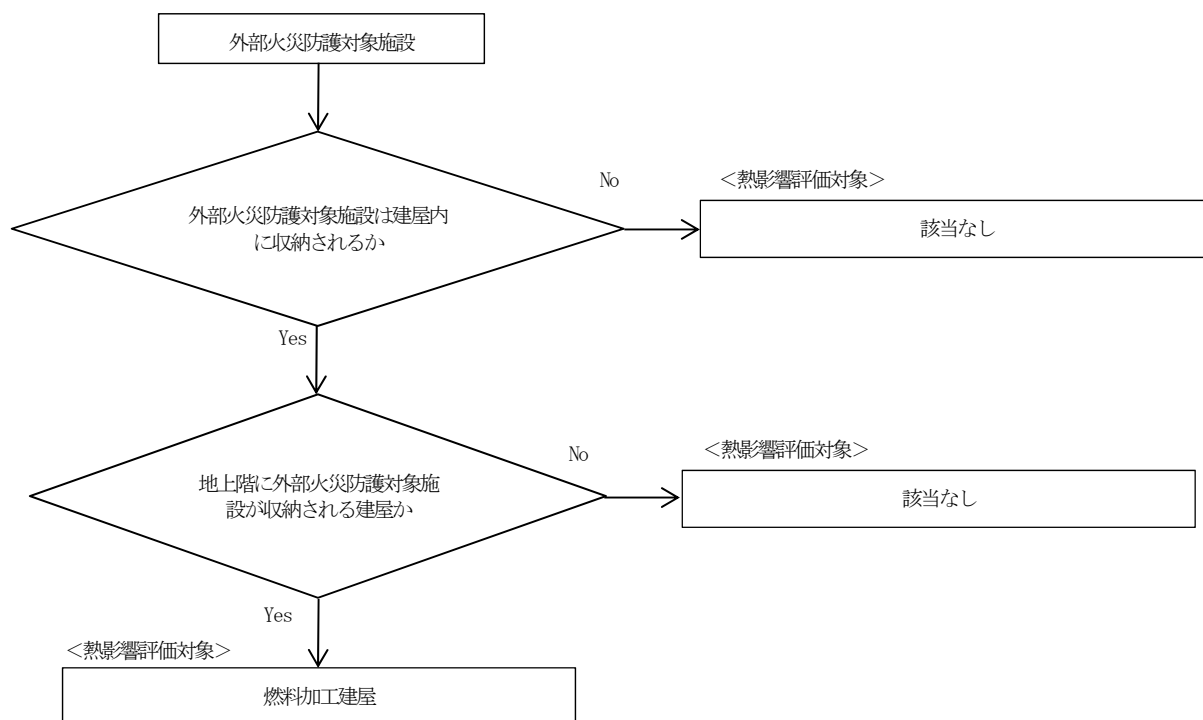 外部火災防護対象施設
No
＜熱影響評価対象＞
外部火災防護対象施設は建屋内
に収納されるか
該当なし
Yes
No
＜熱影響評価対象＞
地上階に外部火災防護対象施
設が収納される建屋か
該当なし
Yes
＜熱影響評価対象＞
燃料加工建屋